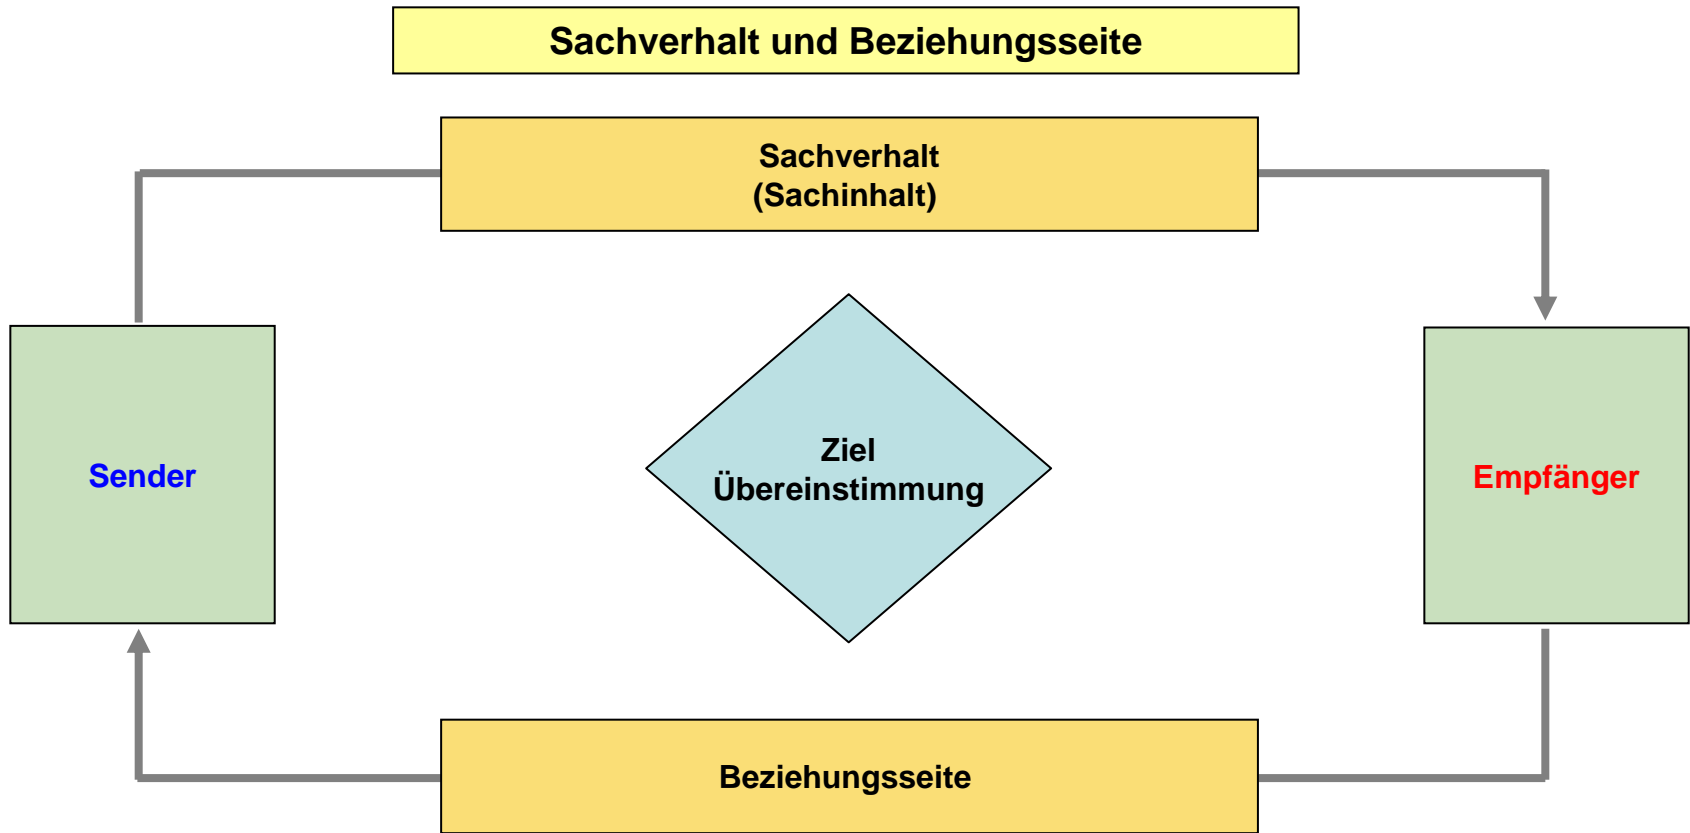 Sachverhalt und Beziehungsseite
Sachverhalt
(Sachinhalt)
Sender
Ziel
Übereinstimmung
Empfänger
Beziehungsseite